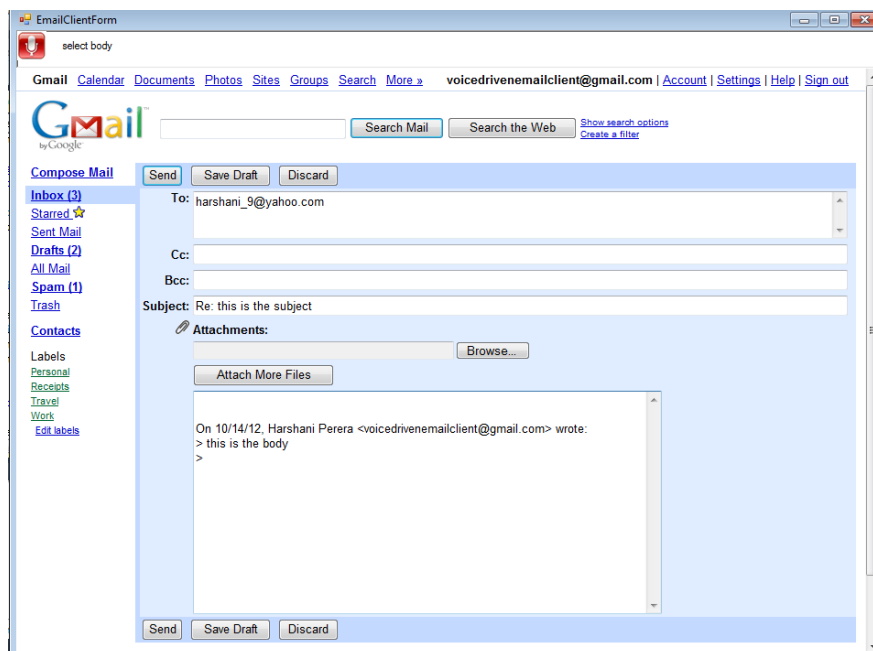 EmailClientForm
select body
Gmail Calendar Documents Photos Sites Groups Search More » voicedrivenemailclient@gmail.com | Account | Settings | Help | Sign out
Gmail™
by Google
Search Mail Search the Web Show search options
Create a filter
Compose Mail
Inbox (3)
Starred
Sent Mail
Drafts (2)
All Mail
Spam (1)
Trash
Contacts
Labels
Personal
Receipts
Travel
Work
Edit labels
Send Save Draft Discard
To: harshani_9@yahoo.com
Cc:
Bcc:
Subject: Re: this is the subject
Attachments:
Browse...
Attach More Files
On 10/14/12, Harshani Perera <voicedrivenemailclient@gmail.com> wrote:
> this is the body
>
Send Save Draft Discard